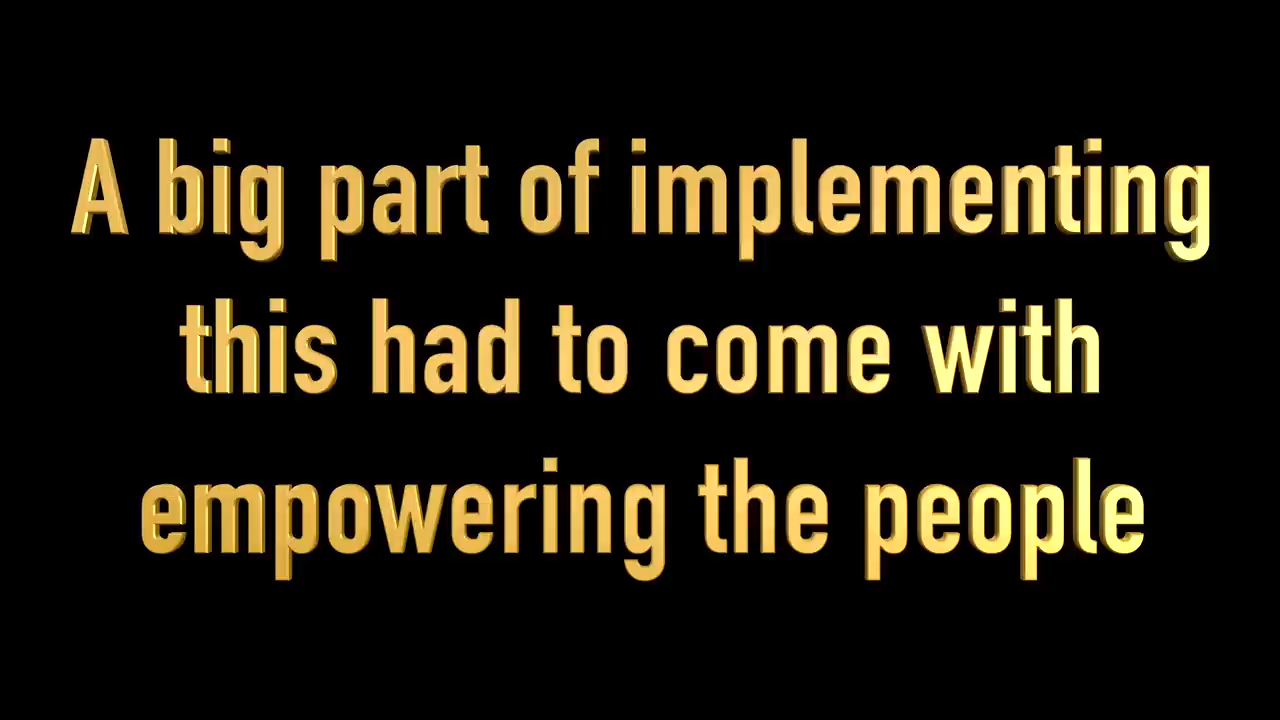 A big part of implementing
this had to come with
empowering the people